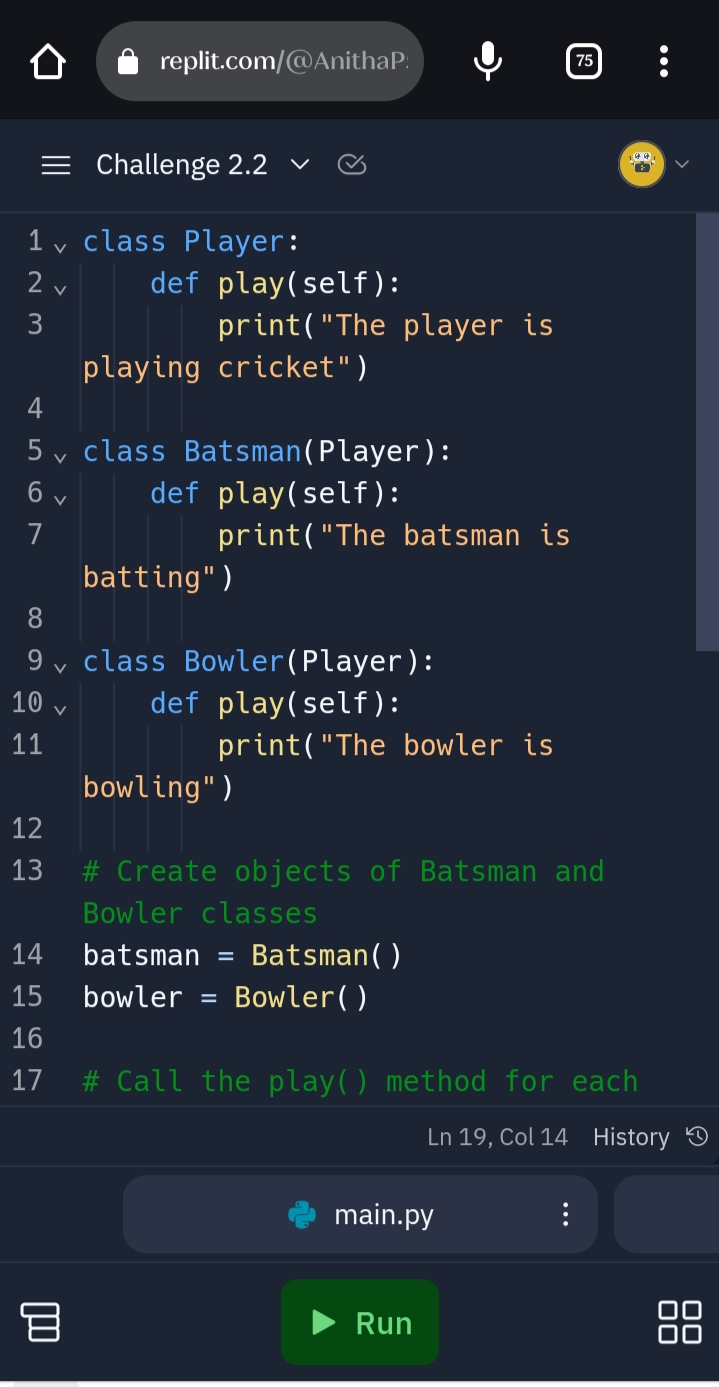 replit.com/@AnithaP
75
Challenge 2.2
1 class Player:
2     def play(self):
3         print("The player is
playing cricket")
4
5 class Batsman(Player):
6     def play(self):
7         print("The batsman is
batting")
8
9 class Bowler(Player):
10     def play(self):
11         print("The bowler is
bowling")
12
13 # Create objects of Batsman and
Bowler classes
14 batsman = Batsman()
15 bowler = Bowler()
16
17 # Call the play() method for each
Ln 19, Col 14 History
main.py
Run